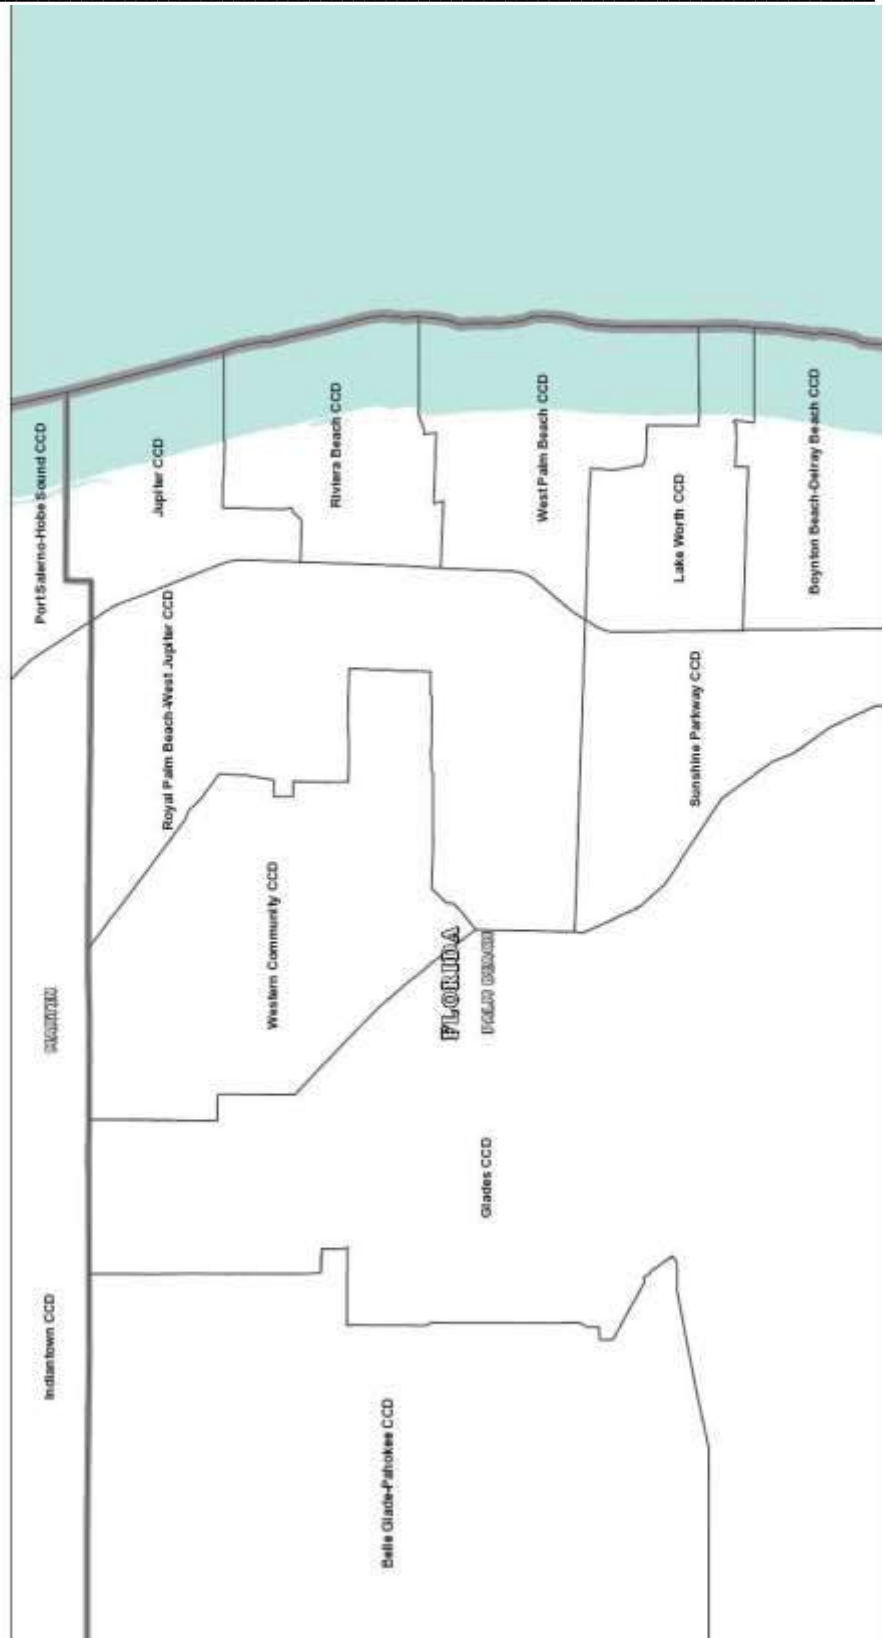 Port Salerno-Hobe Sound CCD
Jupiter CCD
Riviera Beach CCD
West Palm Beach CCD
Lake Worth CCD
Boynton Beach-Delray Beach CCD
Royal Palm Beach-West Jupiter CCD
Sunshine Parkway CCD
Western Community CCD
MARTIN
FLORIDA
PALM BEACH
Glades CCD
Indiantown CCD
Belle Glade-Pahokee CCD